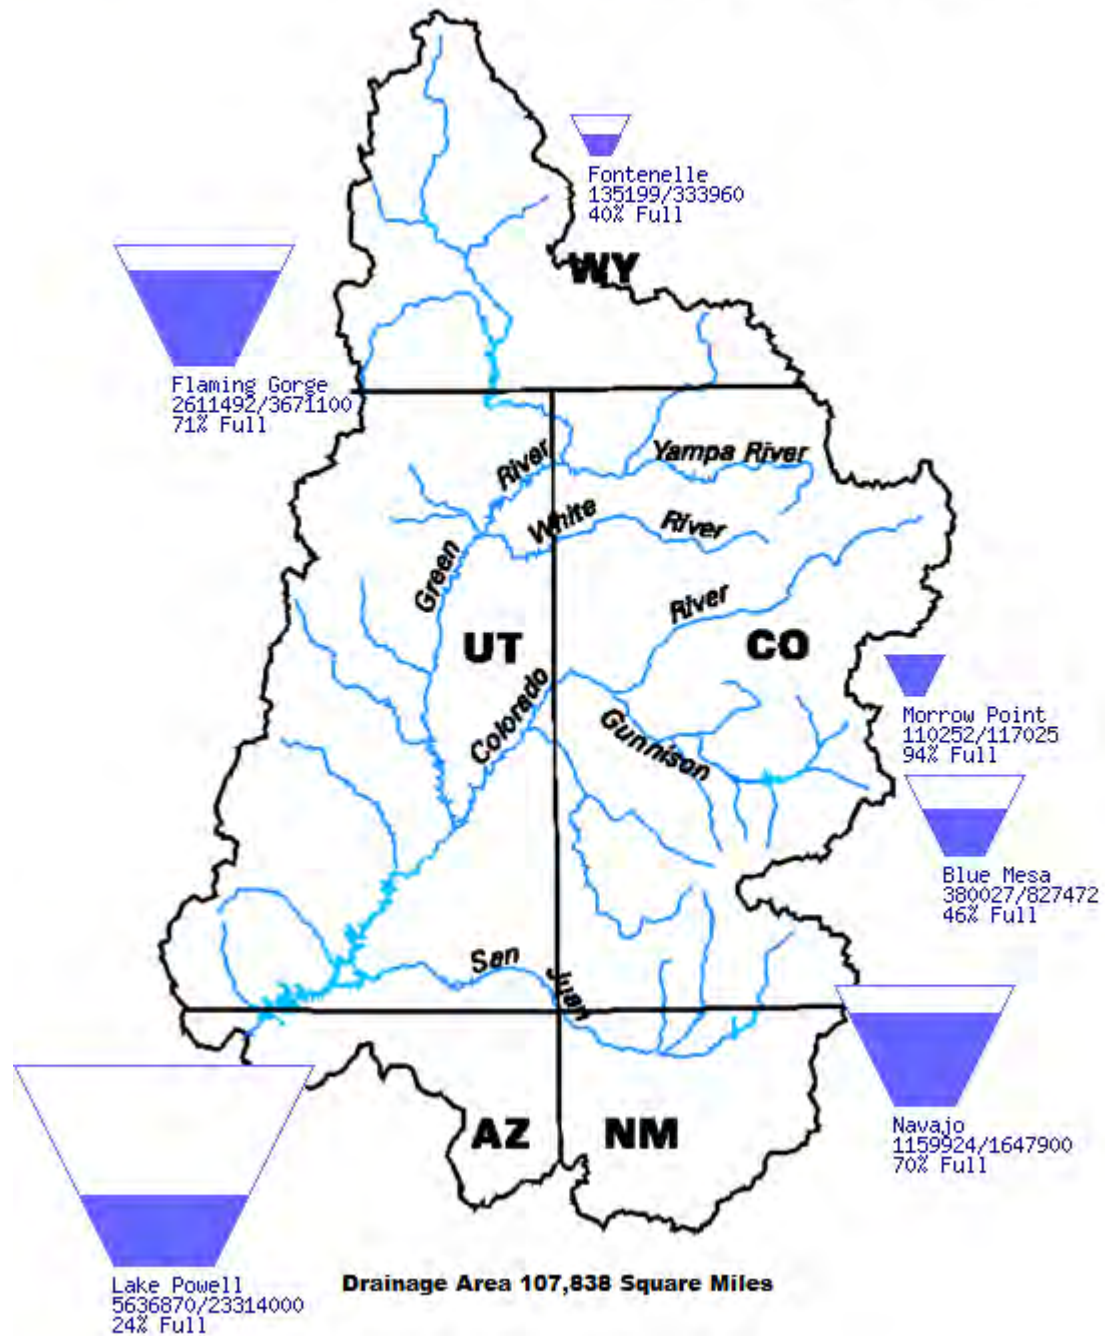 Fontenelle
135199/333960
40% Full
WY
Flaming Gorge
2611492/3671100
71% Full
Yampa River
River
White
River
Green
River
UT
CO
Colorado
Gunnison
Morrow Point
110252/117025
94% Full
Blue Mesa
380027/827472
46% Full
San
Juan
AZ
NM
Navajo
1159924/1647900
70% Full
Lake Powell
5636870/23314000
24% Full
Drainage Area 107,838 Square Miles